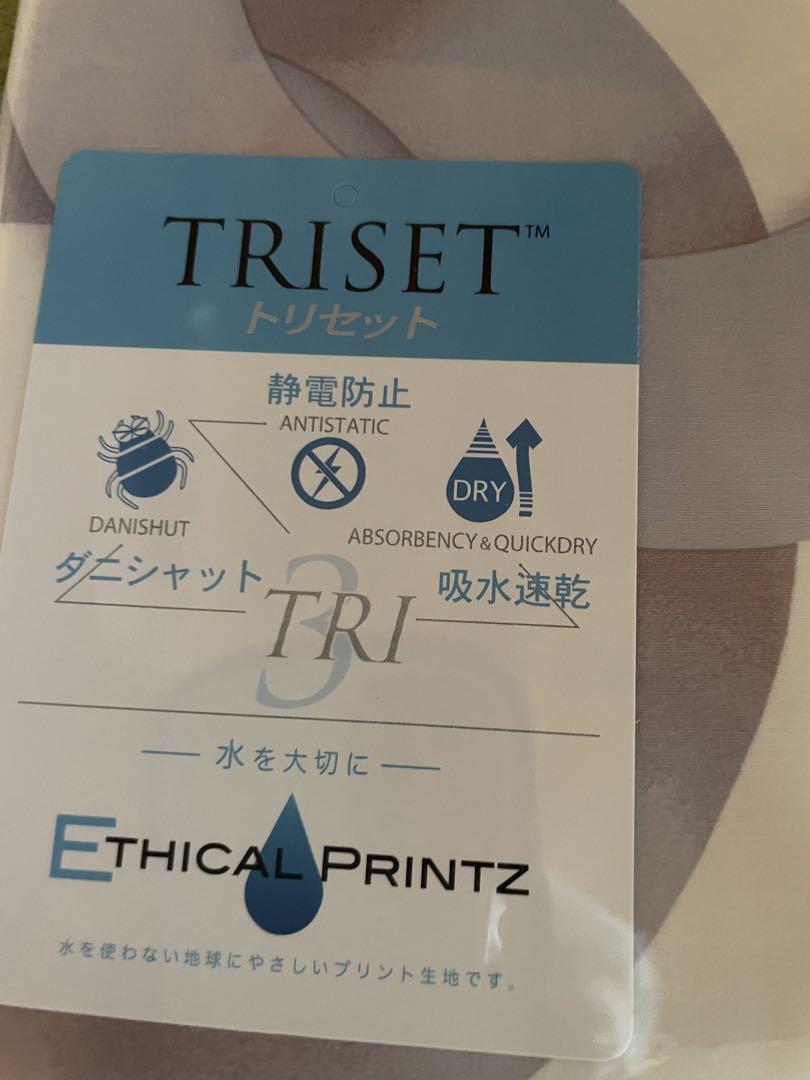 TRISET™
トリセット
静電防止
ANTISTATIC
DRY
DANISHUT
ABSORBENCY & QUICKDRY
ダニシャット
吸水速乾
3
TRI
水を大切に
ETHICAL PRINTZ
水を使わない地球にやさしいプリント生地です。